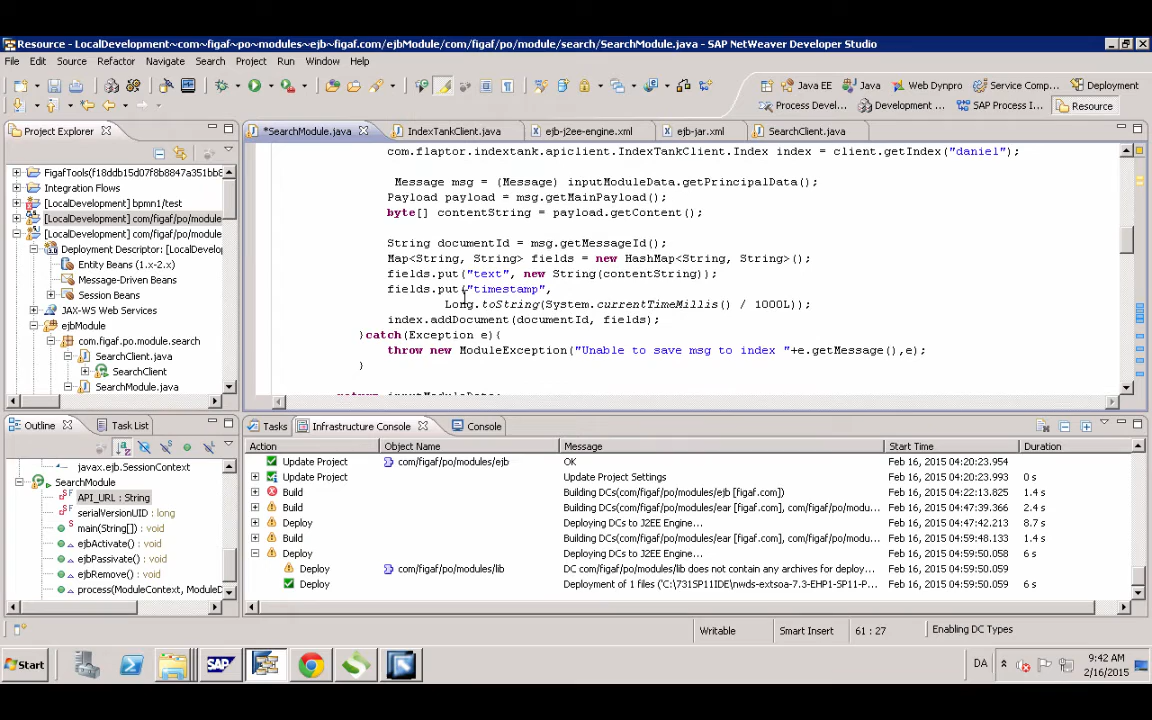 Resource - LocalDevelopment~com~figaf~po~modules~ejb~figaf.com/ejbModule/com/figaf/po/module/search/SearchModule.java - SAP NetWeaver Developer Studio
File Edit Source Refactor Navigate Search Project Run Window Help
Java EE Java Web Dynpro Service Comp... Deployment
Process Devel... Development ... SAP Process I... Resource
Project Explorer
FigafTools(f18ddb15d07f8b8847a351bb
Integration Flows
[LocalDevelopment] bpmn1/test
[LocalDevelopment] com/figaf/po/module
[LocalDevelopment] com/figaf/po/module
Deployment Descriptor: [LocalDevelo
Entity Beans (1.x-2.x)
Message-Driven Beans
Session Beans
JAX-WS Web Services
ejbModule
com.figaf.po.module.search
SearchClient.java
SearchClient
SearchModule.java
*SearchModule.java IndexTankClient.java ejb-j2ee-engine.xml ejb-jar.xml SearchClient.java
com.flaptor.indextank.apiclient.IndexTankClient.Index index = client.getIndex("daniel");
Message msg = (Message) inputModuleData.getPrincipalData();
Payload payload = msg.getMainPayload();
byte[] contentString = payload.getContent();
String documentId = msg.getMessageId();
Map<String, String> fields = new HashMap<String, String>();
fields.put("text", new String(contentString));
fields.put("timestamp",
Long.toString(System.currentTimeMillis() / 1000L));
index.addDocument(documentId, fields);
}catch(Exception e){
throw new ModuleException("Unable to save msg to index "+e.getMessage(),e);
}
return inputModuleData;
Outline Task List
javax.ejb.SessionContext
SearchModule
API_URL : String
serialVersionUID : long
main(String[]) : void
ejbActivate() : void
ejbPassivate() : void
ejbRemove() : void
process(ModuleContext, ModuleD
Tasks Infrastructure Console Console
Action Object Name Message Start Time Duration
Update Project com/figaf/po/modules/ejb OK Feb 16, 2015 04:20:23.954
Update Project Update Project Settings Feb 16, 2015 04:20:23.993 0 s
Build Building DCs(com/figaf/po/modules/ejb [figaf.com]) Feb 16, 2015 04:22:13.825 1.4 s
Build Building DCs(com/figaf/po/modules/ear [figaf.com], com/figaf/po/modu... Feb 16, 2015 04:47:39.366 2.4 s
Deploy Deploying DCs to J2EE Engine... Feb 16, 2015 04:47:42.213 8.7 s
Build Building DCs(com/figaf/po/modules/ear [figaf.com], com/figaf/po/modu... Feb 16, 2015 04:59:48.133 1.4 s
Deploy Deploying DCs to J2EE Engine... Feb 16, 2015 04:59:50.058 6 s
Deploy com/figaf/po/modules/lib DC com/figaf/po/modules/lib does not contain any archives for deploy... Feb 16, 2015 04:59:50.058
Deploy Deployment of 1 files ('C:\731SP11IDE\nwds-extsoa-7.3-EHP1-SP11-P... Feb 16, 2015 04:59:50.059 6 s
Writable Smart Insert 61 : 27 Enabling DC Types
Start SAP DA 9:42 AM
2/16/2015